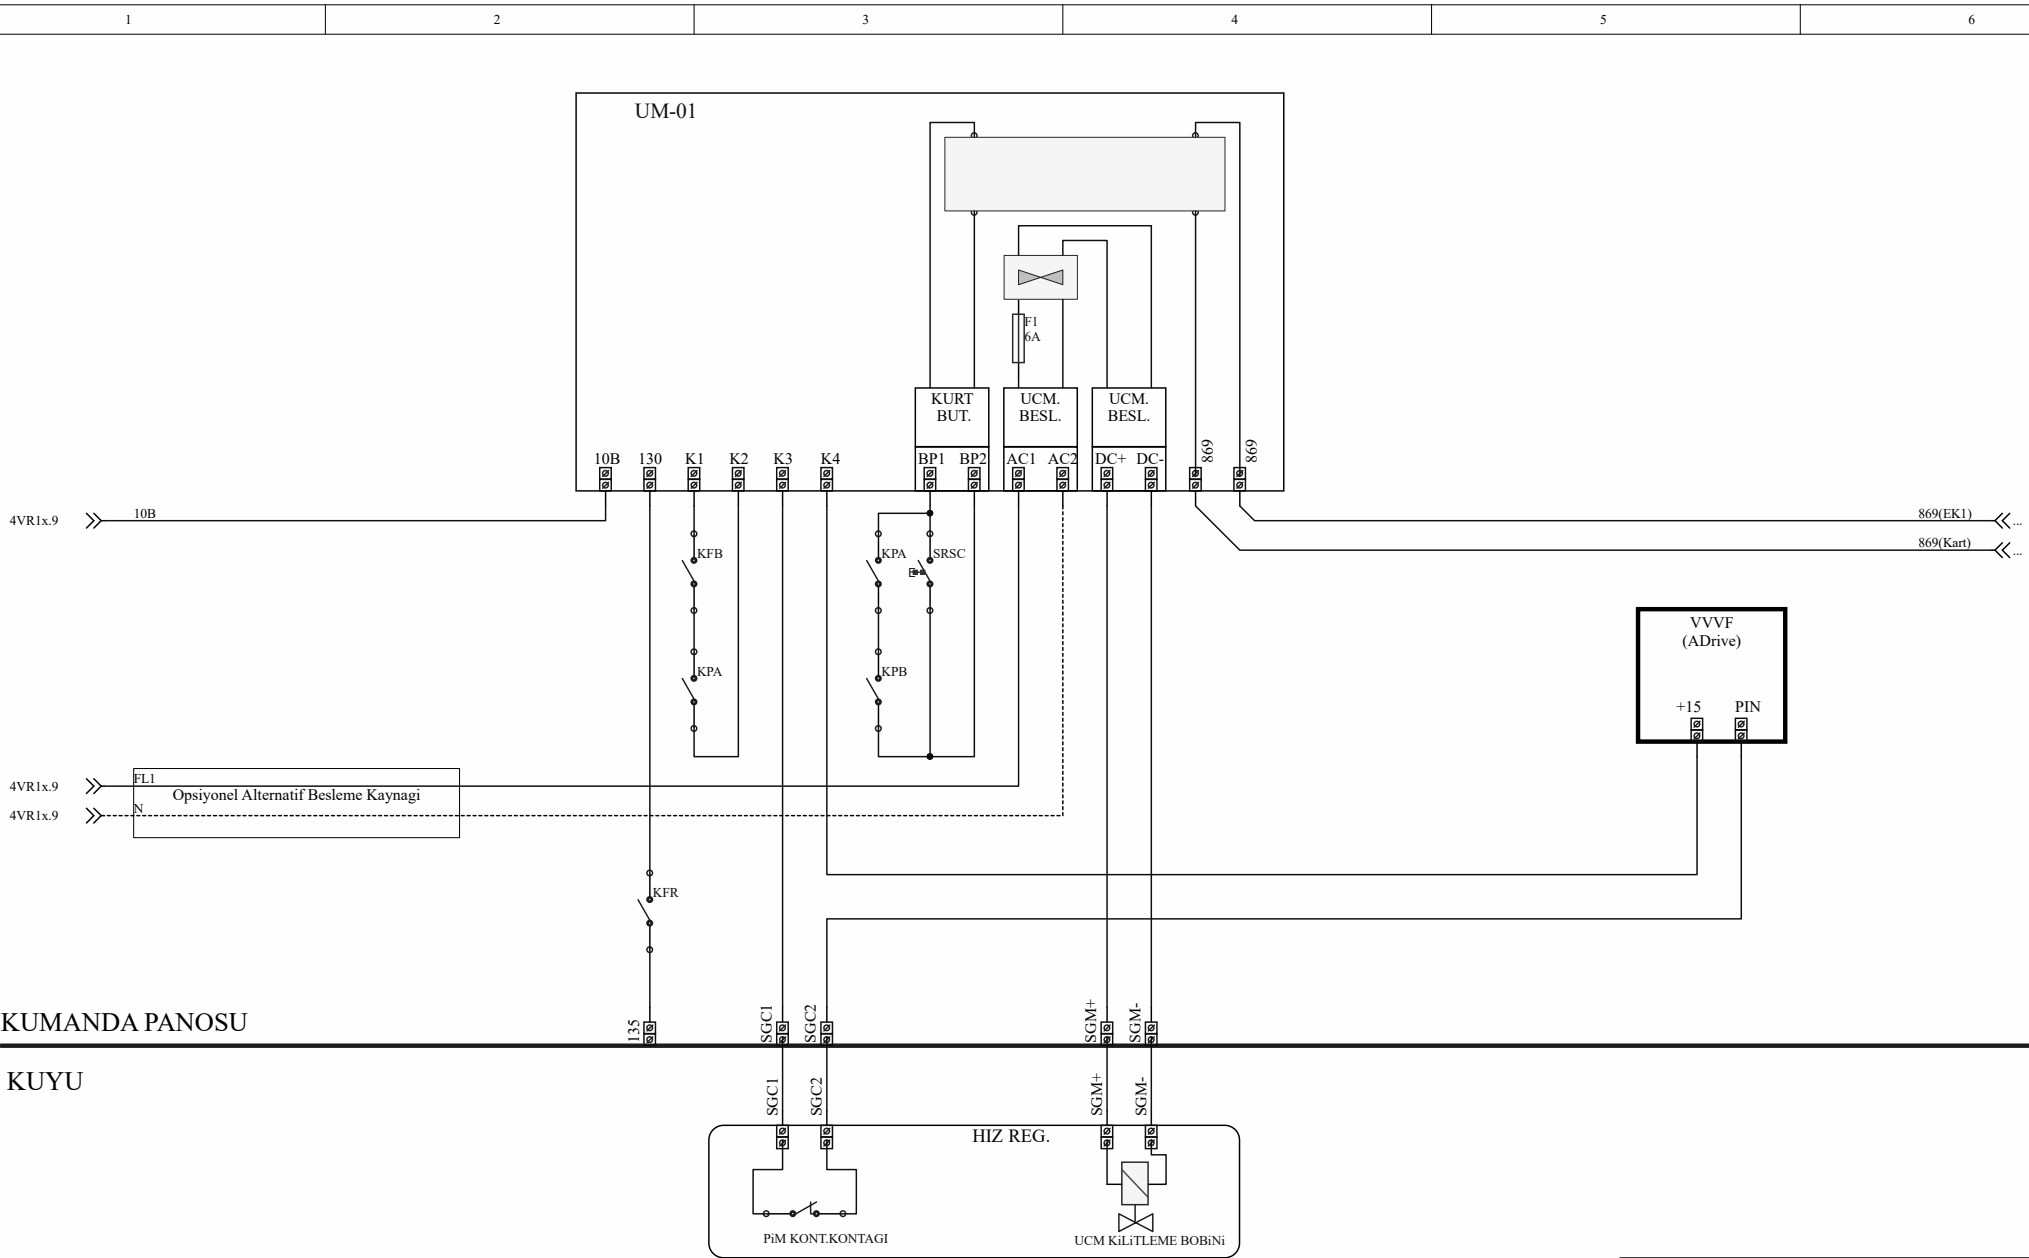 1 2 3 4 5 6
UM-01
F1
6A
KURT
BUT.
UCM.
BESL.
UCM.
BESL.
10B 130 K1 K2 K3 K4 BP1 BP2 AC1 AC2 DC+ DC- 869 869
4VR1x.9 10B
869(EK1) ...
869(Kart) ...
KFB KPA SRSC
KPA KPB
VVVF
(ADrive)
+15 PIN
4VR1x.9 FL1
Opsiyonel Alternatif Besleme Kaynagi
4VR1x.9 N
KFR
KUMANDA PANOSU
135 SGC1 SGC2 SGM+ SGM-
KUYU
SGC1 SGC2 SGM+ SGM-
HIZ REG.
PiM KONT.KONTAGI
UCM KiLiTLEME BOBiNi